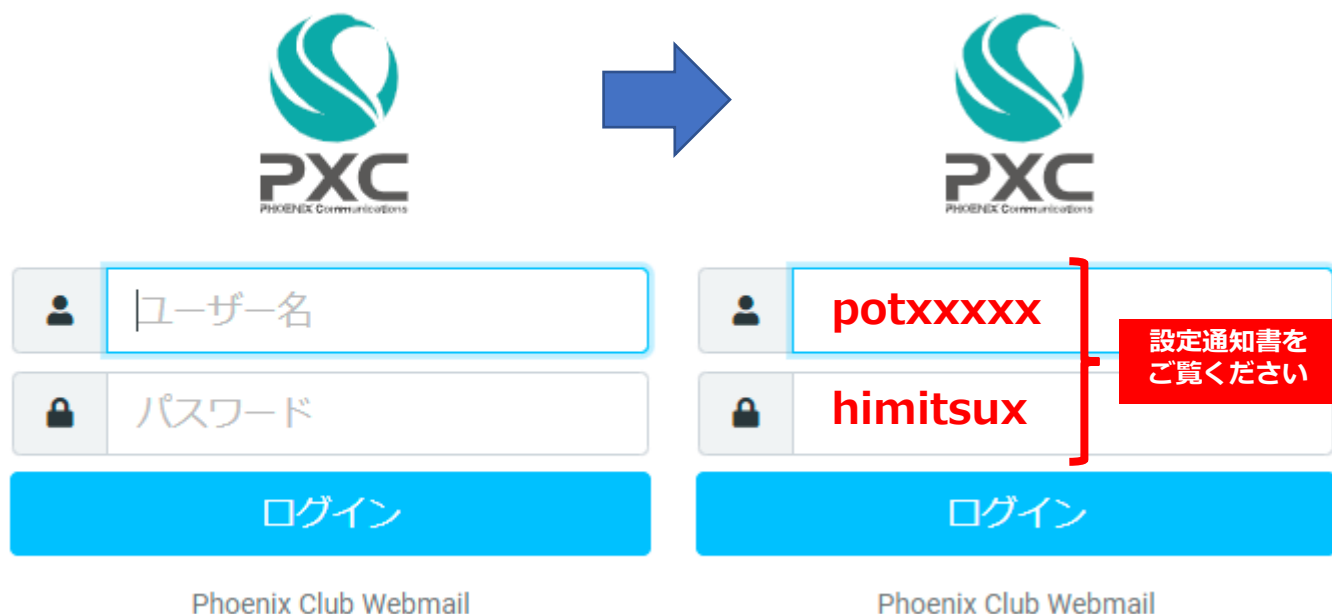 PXC
PHOENIX Communications
ユーザー名
パスワード
ログイン
Phoenix Club Webmail
PXC
PHOENIX Communications
potxxxxx
himitsux
設定通知書を
ご覧ください
ログイン
Phoenix Club Webmail